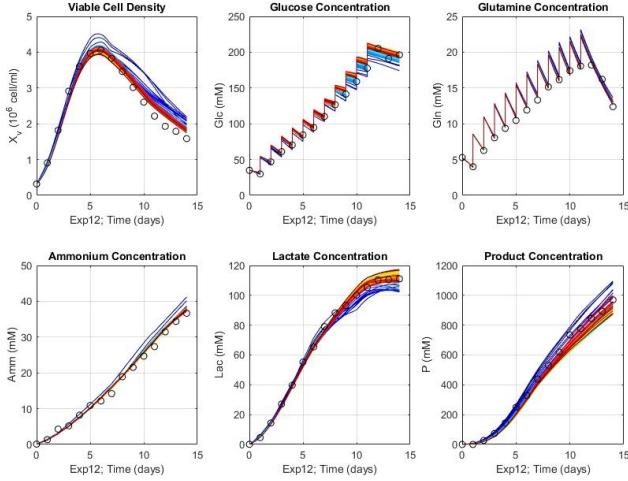 Viable Cell Density
5
4
3
2
1
0
X_v (10^6 cell/ml)
0 5 10 15
Exp12; Time (days)
Glucose Concentration
250
200
150
100
50
0
Glc (mM)
0 5 10 15
Exp12; Time (days)
Glutamine Concentration
25
20
15
10
5
0
Gln (mM)
0 5 10 15
Exp12; Time (days)
Ammonium Concentration
50
40
30
20
10
0
Amm (mM)
0 5 10 15
Exp12; Time (days)
Lactate Concentration
120
100
80
60
40
20
0
Lac (mM)
0 5 10 15
Exp12; Time (days)
Product Concentration
1200
1000
800
600
400
200
0
P (mM)
0 5 10 15
Exp12; Time (days)